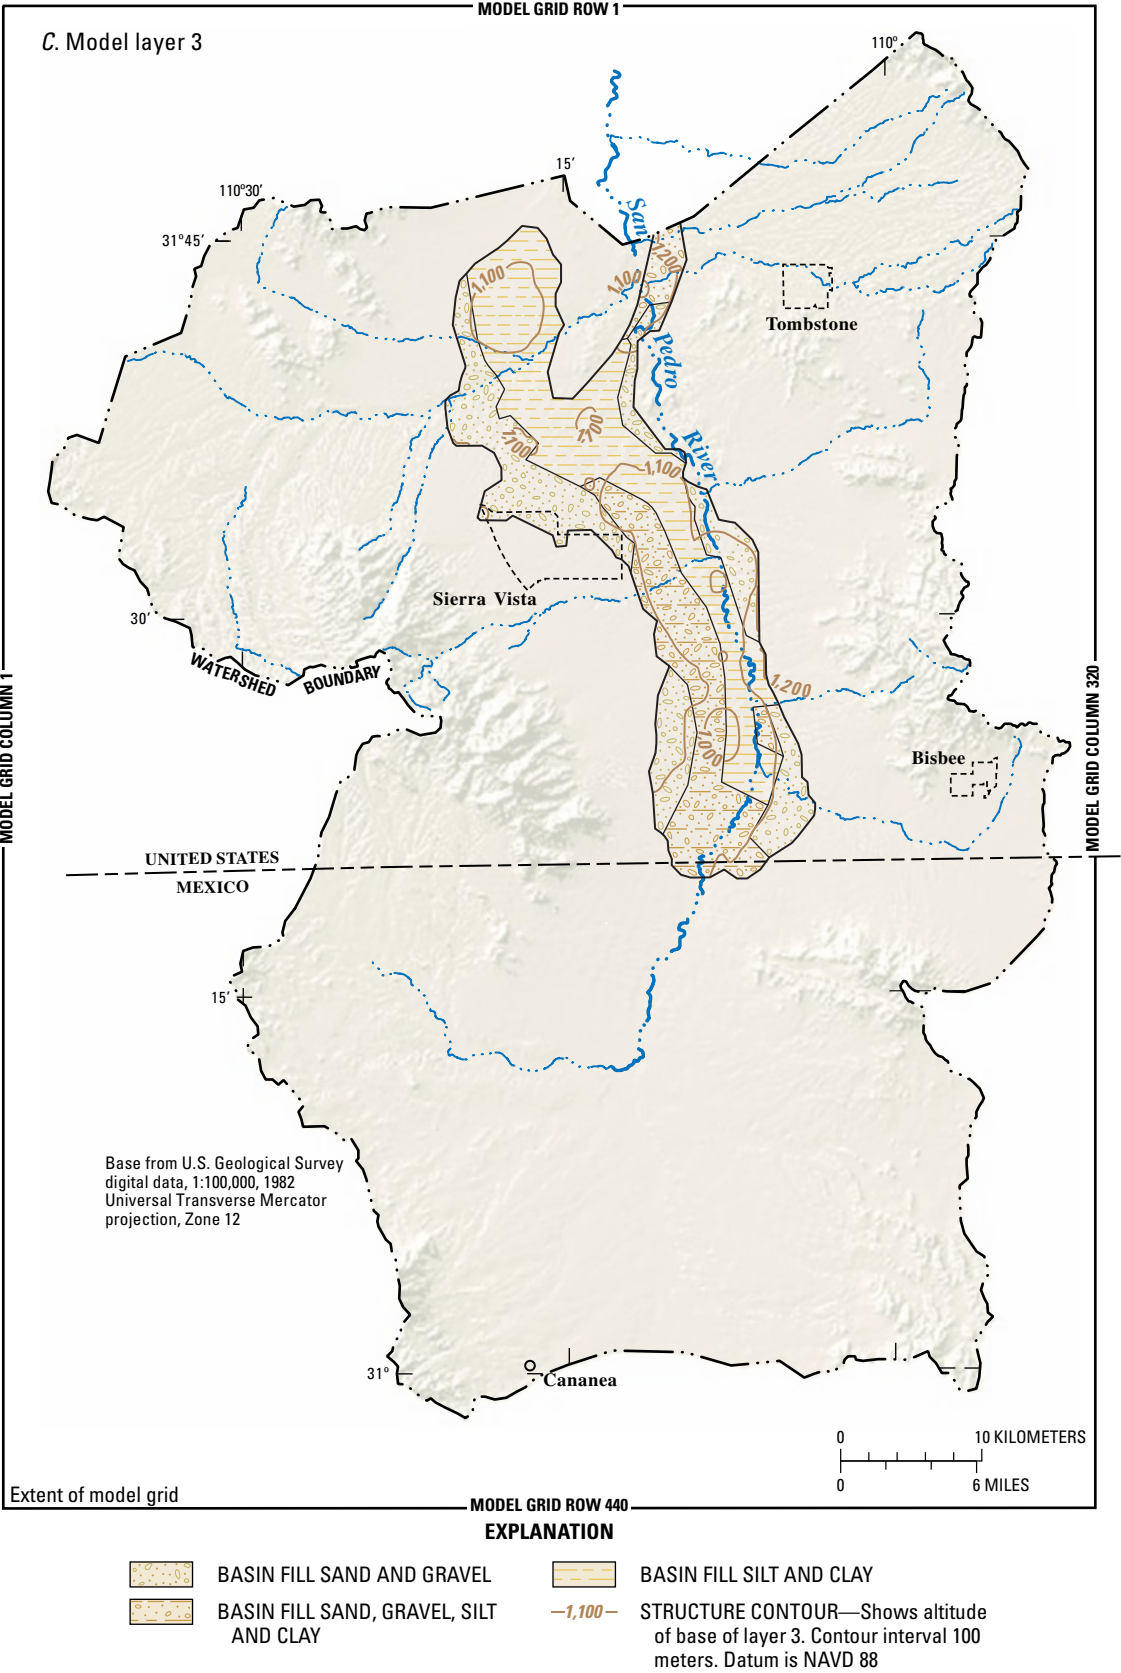 MODEL GRID ROW 1
C. Model layer 3
110°
15'
110°30'
31°45'
San
1,200
1,100
1,100
Tombstone
Pedro
1,100
1,100
River
1,100
Sierra Vista
30'
WATERSHED BOUNDARY
1,200
MODEL GRID COLUMN 1
MODEL GRID COLUMN 320
1,000
Bisbee
UNITED STATES
MEXICO
15'
Base from U.S. Geological Survey
digital data, 1:100,000, 1982
Universal Transverse Mercator
projection, Zone 12
31°
Cananea
0 10 KILOMETERS
0 6 MILES
Extent of model grid
MODEL GRID ROW 440
EXPLANATION
BASIN FILL SAND AND GRAVEL
BASIN FILL SAND, GRAVEL, SILT
AND CLAY
BASIN FILL SILT AND CLAY
1,100
STRUCTURE CONTOUR—Shows altitude
of base of layer 3. Contour interval 100
meters. Datum is NAVD 88